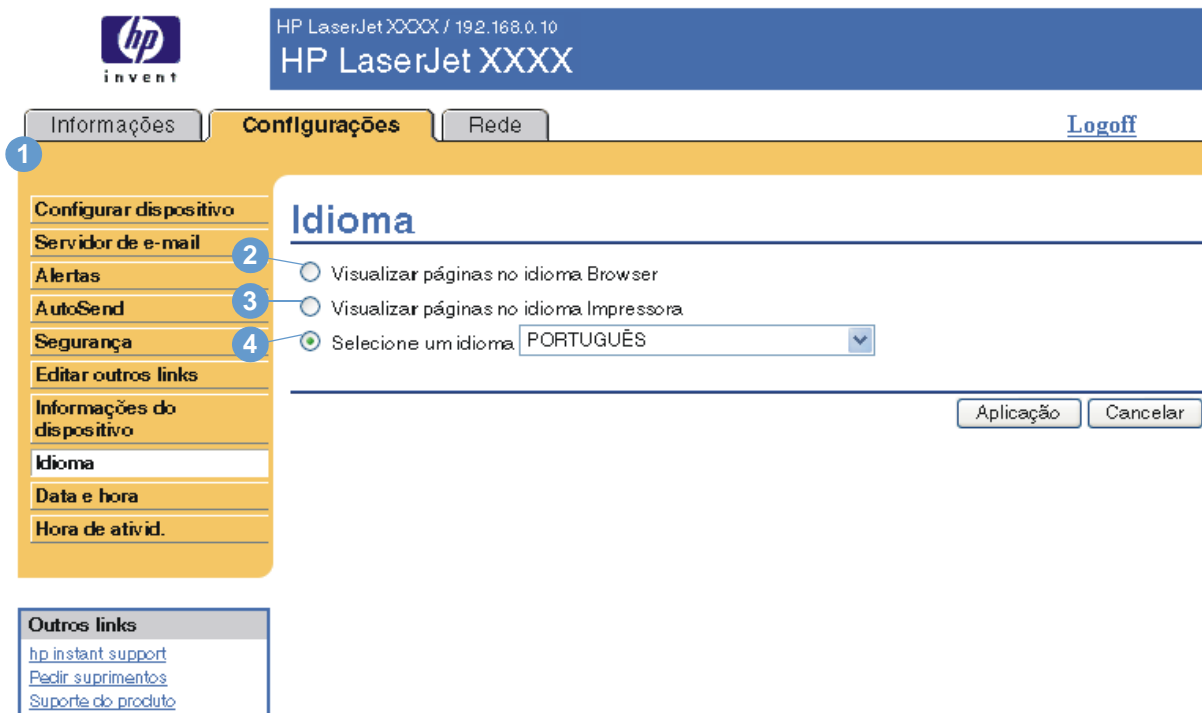 hp
invent
HP LaserJet XXXX / 192.168.0.10
HP LaserJet XXXX
Informações
Configurações
Rede
Logoff
1
Configurar dispositivo
Servidor de e-mail
Alertas
AutoSend
Segurança
Editar outros links
Informações do
dispositivo
Idioma
Data e hora
Hora de ativid.
Idioma
2
Visualizar páginas no idioma Browser
3
Visualizar páginas no idioma Impressora
4
Selecione um idioma PORTUGUÊS
Aplicação
Cancelar
Outros links
hp instant support
Pedir suprimentos
Suporte do produto